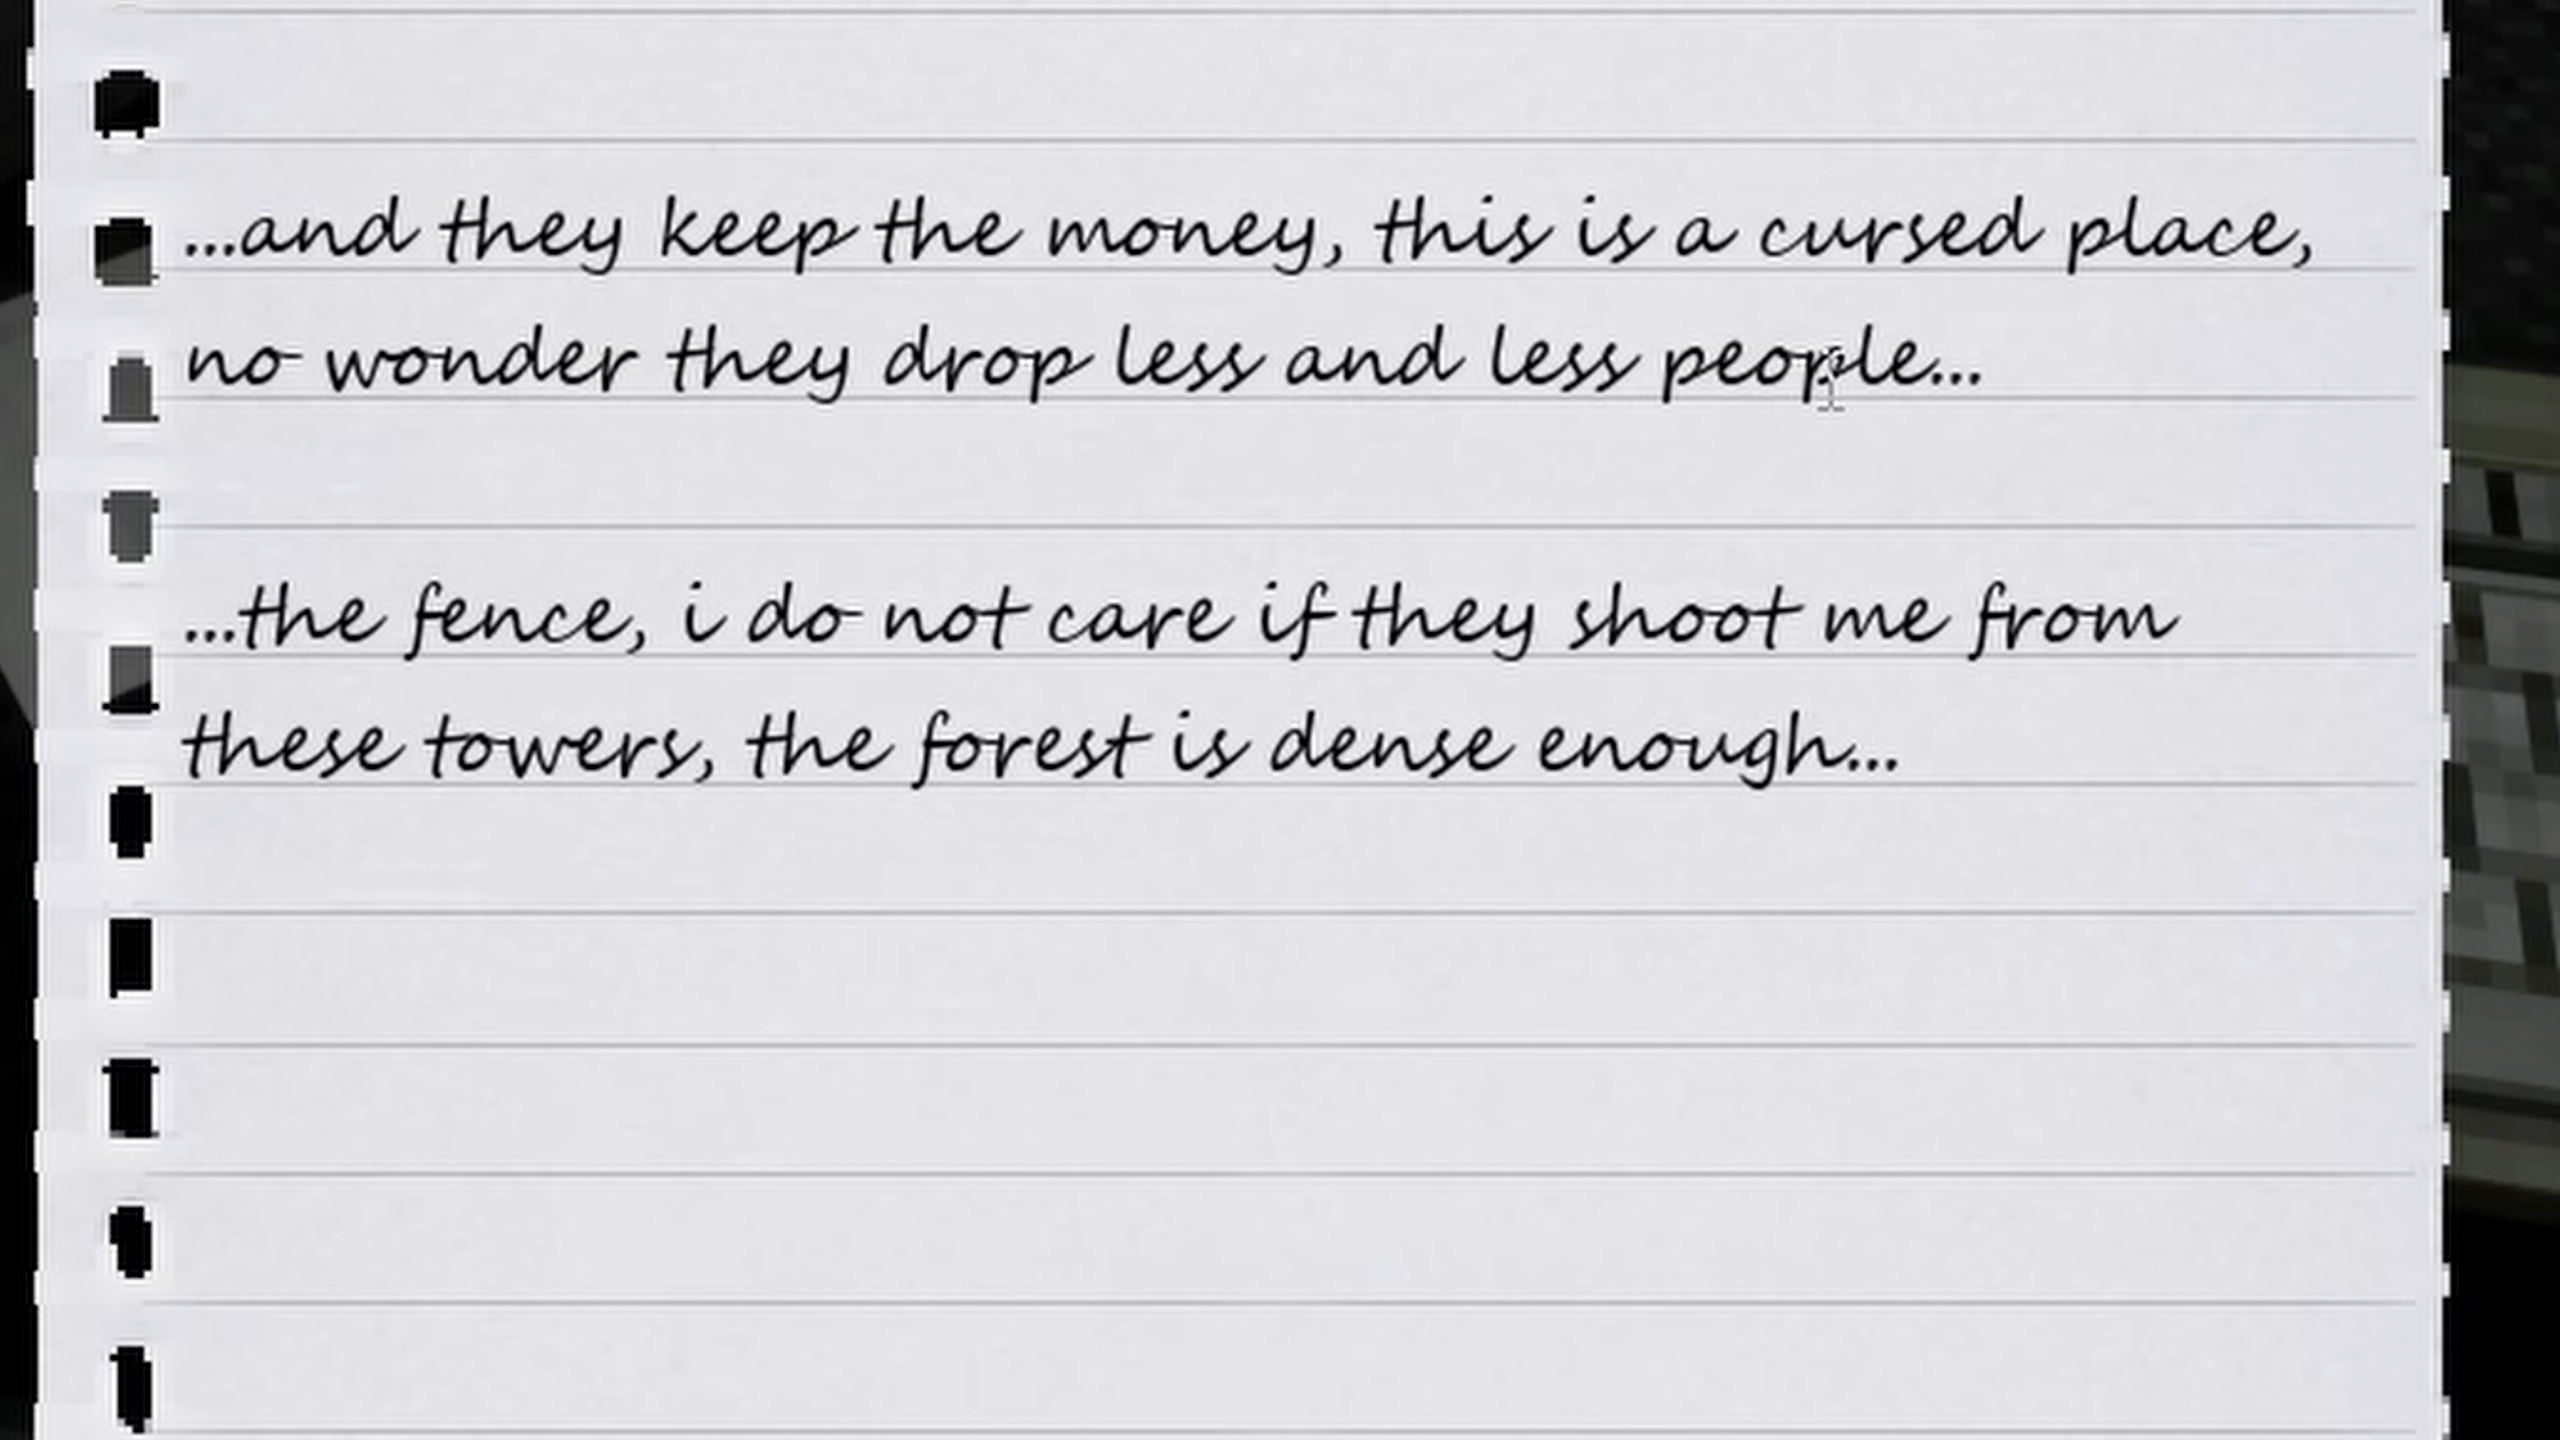 ...and they keep the money, this is a cursed place,
no wonder they drop less and less people...
...the fence, i do not care if they shoot me from
these towers, the forest is dense enough...